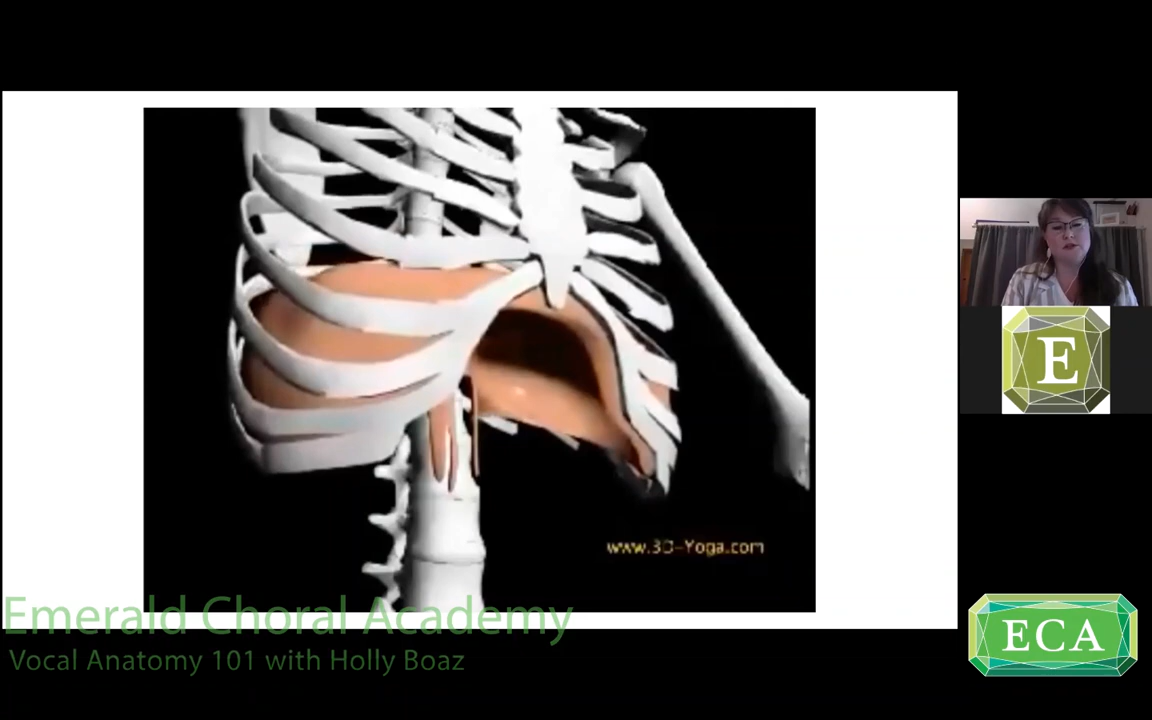 www.3D-Yoga.com
E
Emerald Choral Academy
Vocal Anatomy 101 with Holly Boaz
ECA